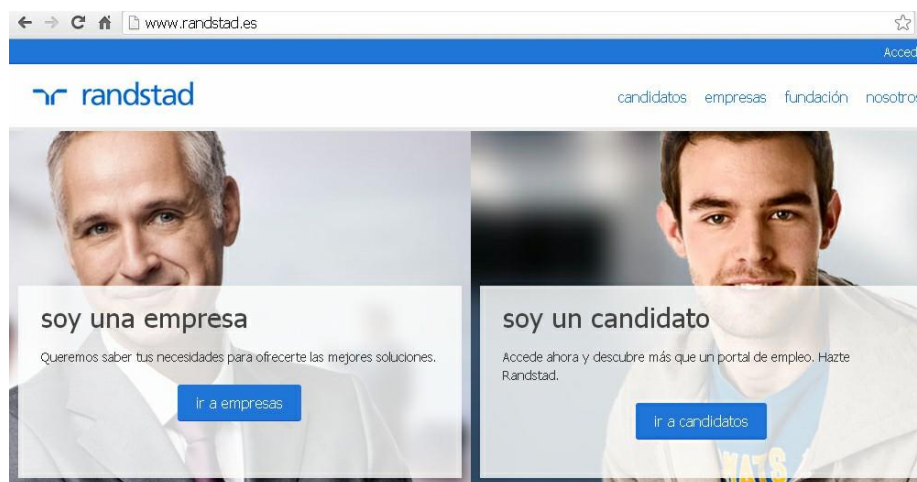 www.randstad.es
Acced
randstad
candidatos empresas fundación nosotros
soy una empresa
Queremos saber tus necesidades para ofrecerte las mejores soluciones.
ir a empresas
soy un candidato
Accede ahora y descubre más que un portal de empleo. Hazte
Randstad.
ir a candidatos
MATS